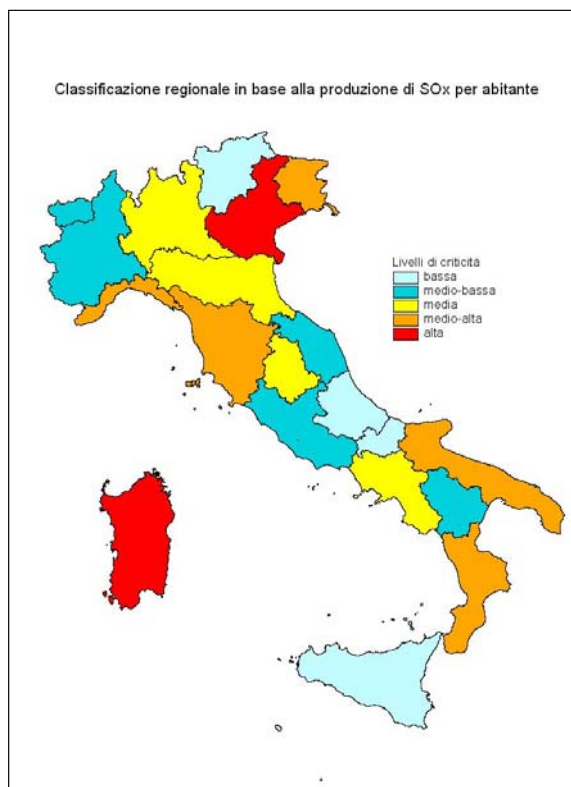 Classificazione regionale in base alla produzione di SOx per abitante
Livelli di criticità
bassa
medio-bassa
media
medio-alta
alta